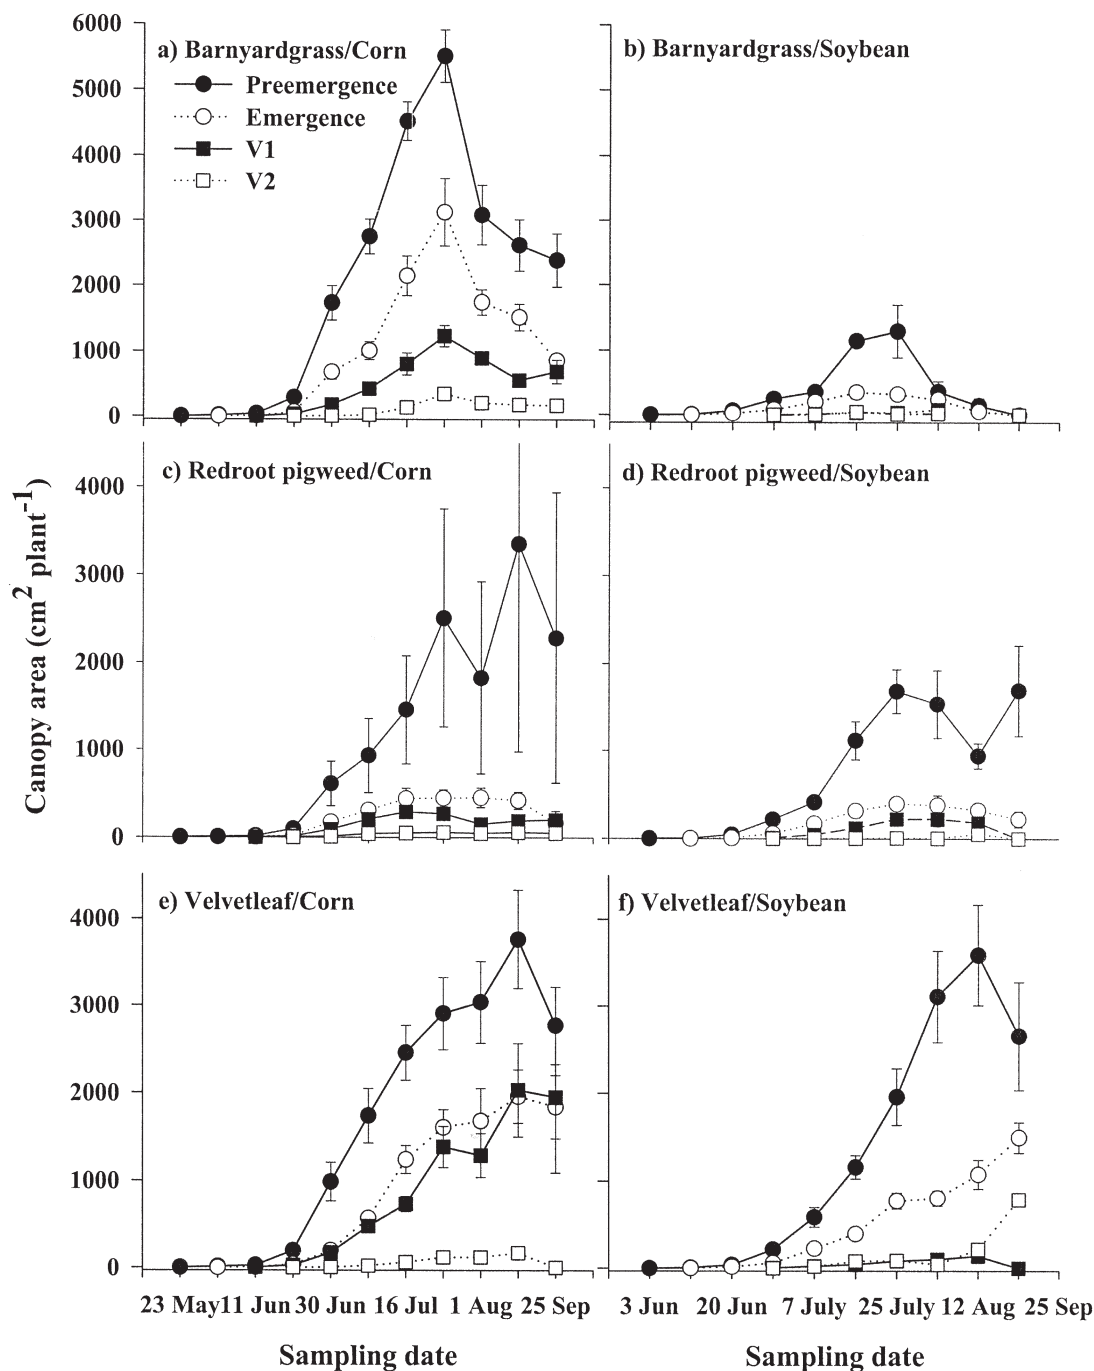 6000
5000
4000
3000
2000
1000
0
a) Barnyardgrass/Corn
Preemergence
Emergence
V1
V2
b) Barnyardgrass/Soybean
Canopy area (cm² plant⁻¹)
4000
3000
2000
1000
0
c) Redroot pigweed/Corn
d) Redroot pigweed/Soybean
4000
3000
2000
1000
0
e) Velvetleaf/Corn
f) Velvetleaf/Soybean
23 May 11 Jun 30 Jun 16 Jul 1 Aug 25 Sep
3 Jun 20 Jun 7 July 25 July 12 Aug 25 Sep
Sampling date
Sampling date